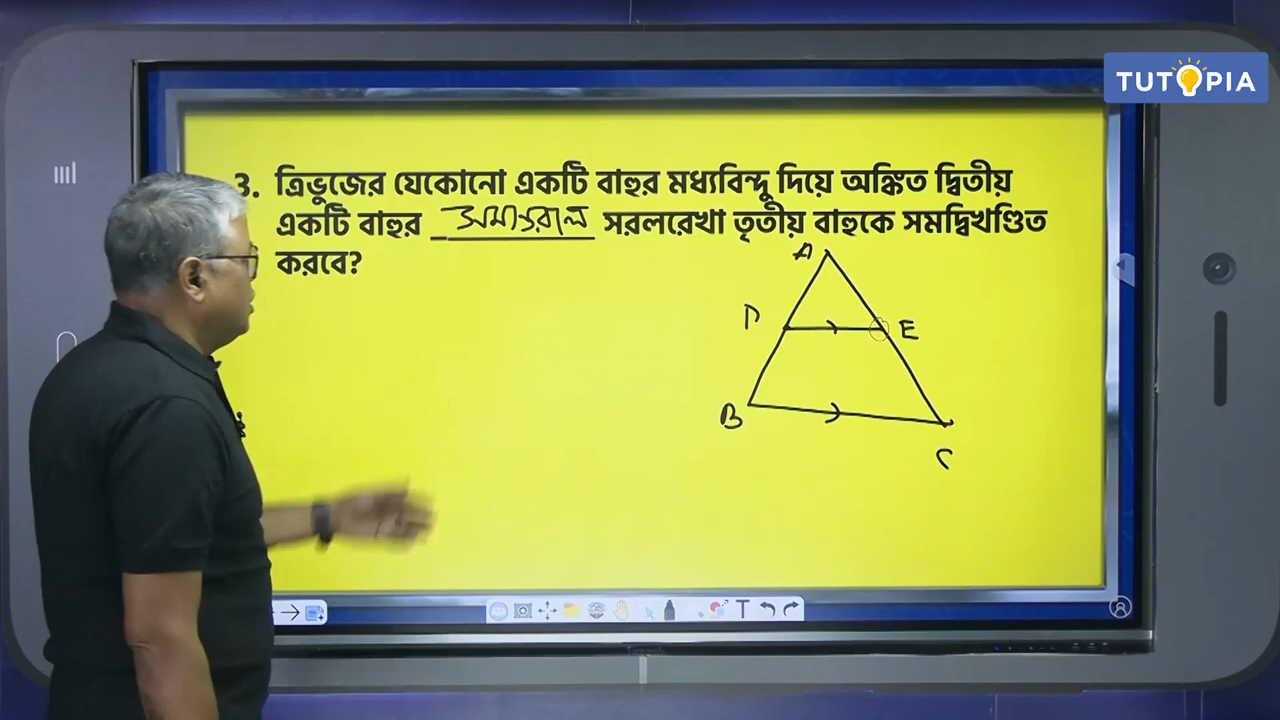 TUTOPIA
3. ত্রিভুজের যেকোনো একটি বাহুর মধ্যবিন্দু দিয়ে অঙ্কিত দ্বিতীয়
একটি বাহুর সমান্তরাল সরলরেখা তৃতীয় বাহুকে সমদ্বিখণ্ডিত
করবে?
A
D E
B
C